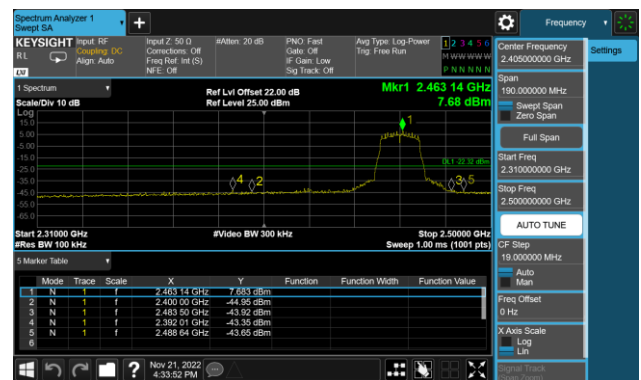 Spectrum Analyzer 1
Swept SA
Frequency
KEYSIGHT
RL
LXI
Input: RF
Coupling: DC
Align: Auto
Input Z: 50 Ω
Corrections: Off
Freq Ref: Int (S)
NFE: Off
#Atten: 20 dB
PNO: Fast
Gate: Off
IF Gain: Low
Sig Track: Off
Avg Type: Log-Power
Trig: Free Run
1 2 3 4 5 6
M W W W W W
P N N N N N
Center Frequency
2.405000000 GHz
Settings
Span
190.000000 MHz
Swept Span
Zero Span
Full Span
Start Freq
2.310000000 GHz
Stop Freq
2.500000000 GHz
AUTO TUNE
CF Step
19.000000 MHz
Auto
Man
Freq Offset
0 Hz
X Axis Scale
Log
Lin
Signal Track
(Span Zoom)
1 Spectrum
Scale/Div 10 dB
Ref Lvl Offset 22.00 dB
Ref Level 25.00 dBm
Mkr1 2.463 14 GHz
7.68 dBm
Log
15.0
5.00
-5.00
-15.0
-25.0
-35.0
-45.0
-55.0
-65.0
1
DL1 -22.32 dBm
4 2 3 5
Start 2.31000 GHz
#Res BW 100 kHz
#Video BW 300 kHz
Stop 2.50000 GHz
Sweep 1.00 ms (1001 pts)
5 Marker Table
Mode Trace Scale X Y Function Function Width Function Value
1 N 1 f 2.463 14 GHz 7.683 dBm
2 N 1 f 2.400 00 GHz -44.95 dBm
3 N 1 f 2.483 50 GHz -43.92 dBm
4 N 1 f 2.392 01 GHz -43.35 dBm
5 N 1 f 2.488 64 GHz -43.65 dBm
6
?
Nov 21, 2022
4:33:52 PM